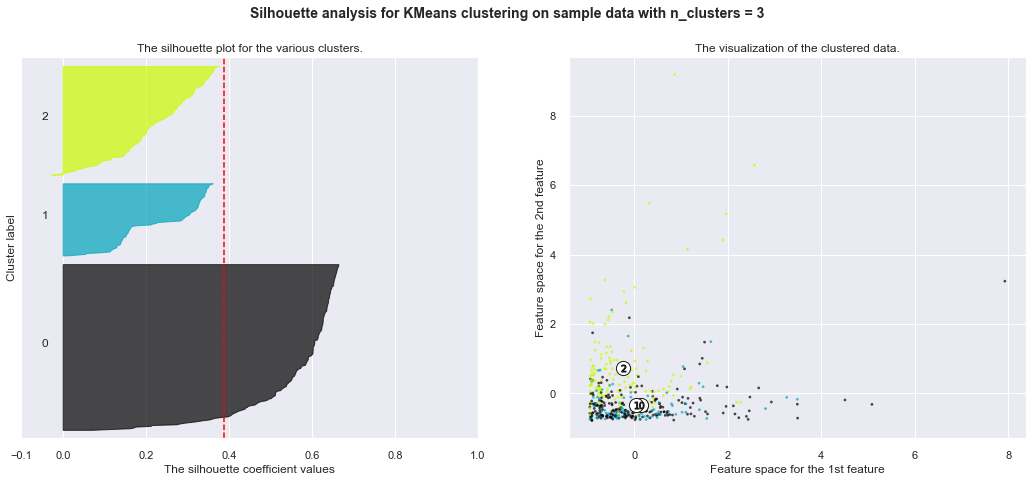 Silhouette analysis for KMeans clustering on sample data with n_clusters = 3
The silhouette plot for the various clusters.
2
1
0
Cluster label
−0.1 0.0 0.2 0.4 0.6 0.8 1.0
The silhouette coefficient values
The visualization of the clustered data.
8
6
4
2
0
Feature space for the 2nd feature
2
1 0
0 2 4 6 8
Feature space for the 1st feature